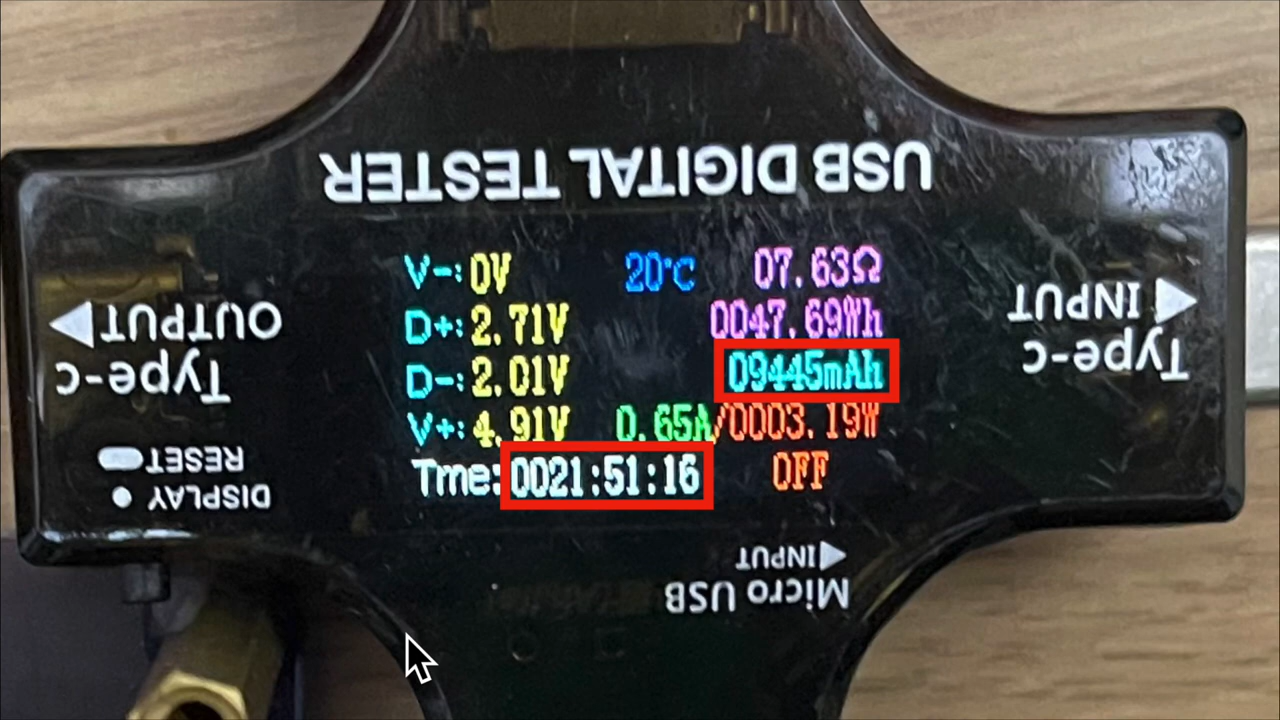 USB DIGITAL TESTER
V-:0V 20°C 07.63Ω
D+:2.71V 0047.69Wh
D-:2.01V 09445mAh
V+:4.91V 0.65A/0003.19W
Tme:0021:51:16 OFF
Type-c
OUTPUT
Type-c
INPUT
RESET
DISPLAY
Micro USB
INPUT